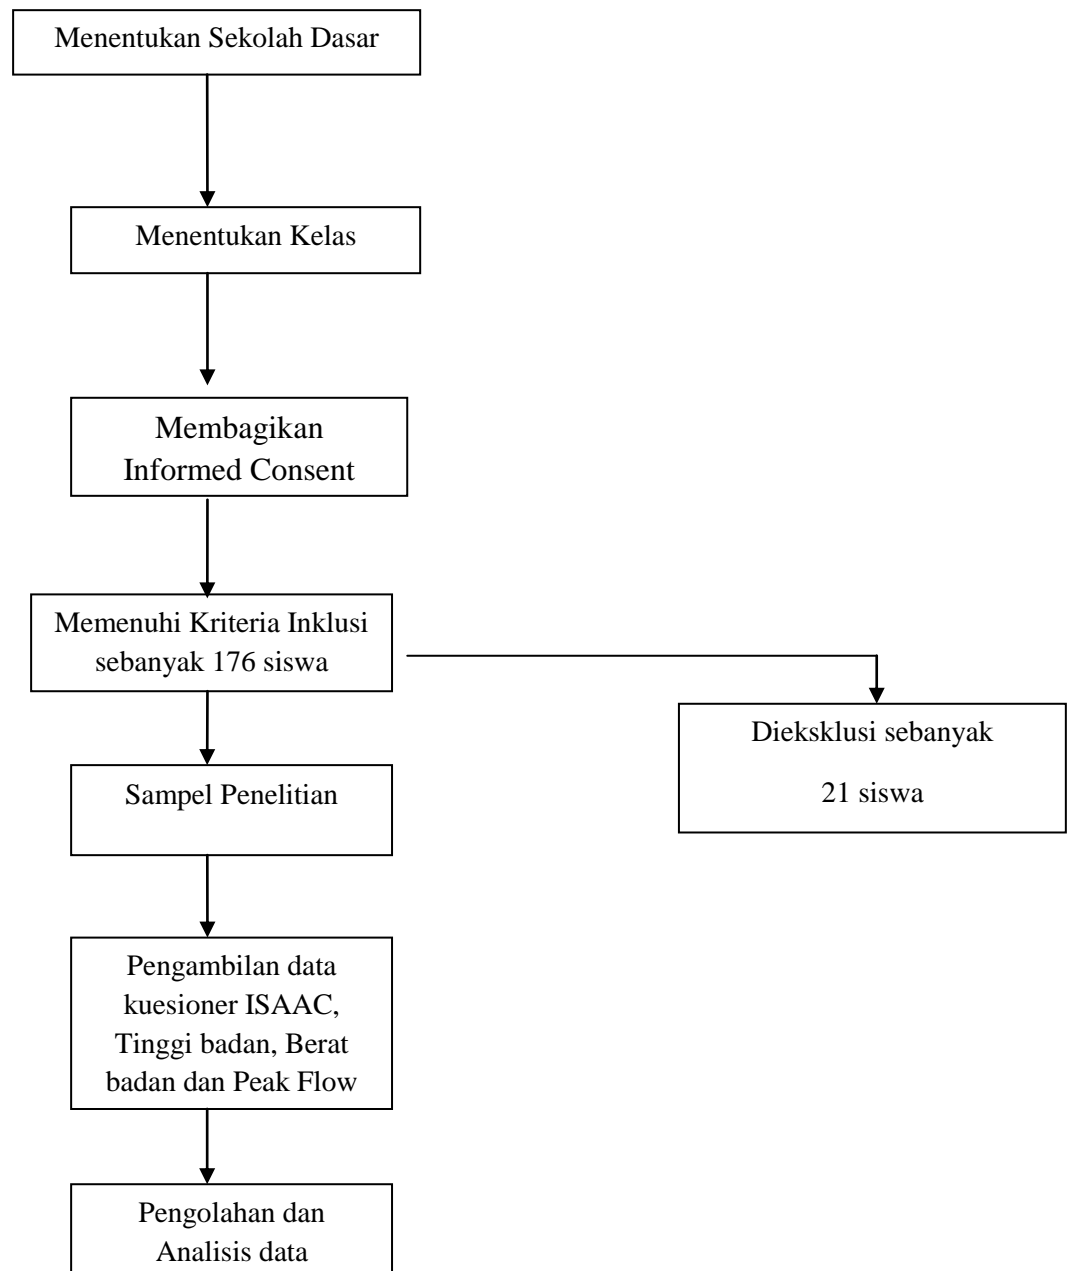 Menentukan Sekolah Dasar
Menentukan Kelas
Membagikan
Informed Consent
Memenuhi Kriteria Inklusi
sebanyak 176 siswa
Dieksklusi sebanyak
21 siswa
Sampel Penelitian
Pengambilan data
kuesioner ISAAC,
Tinggi badan, Berat
badan dan Peak Flow
Pengolahan dan
Analisis data